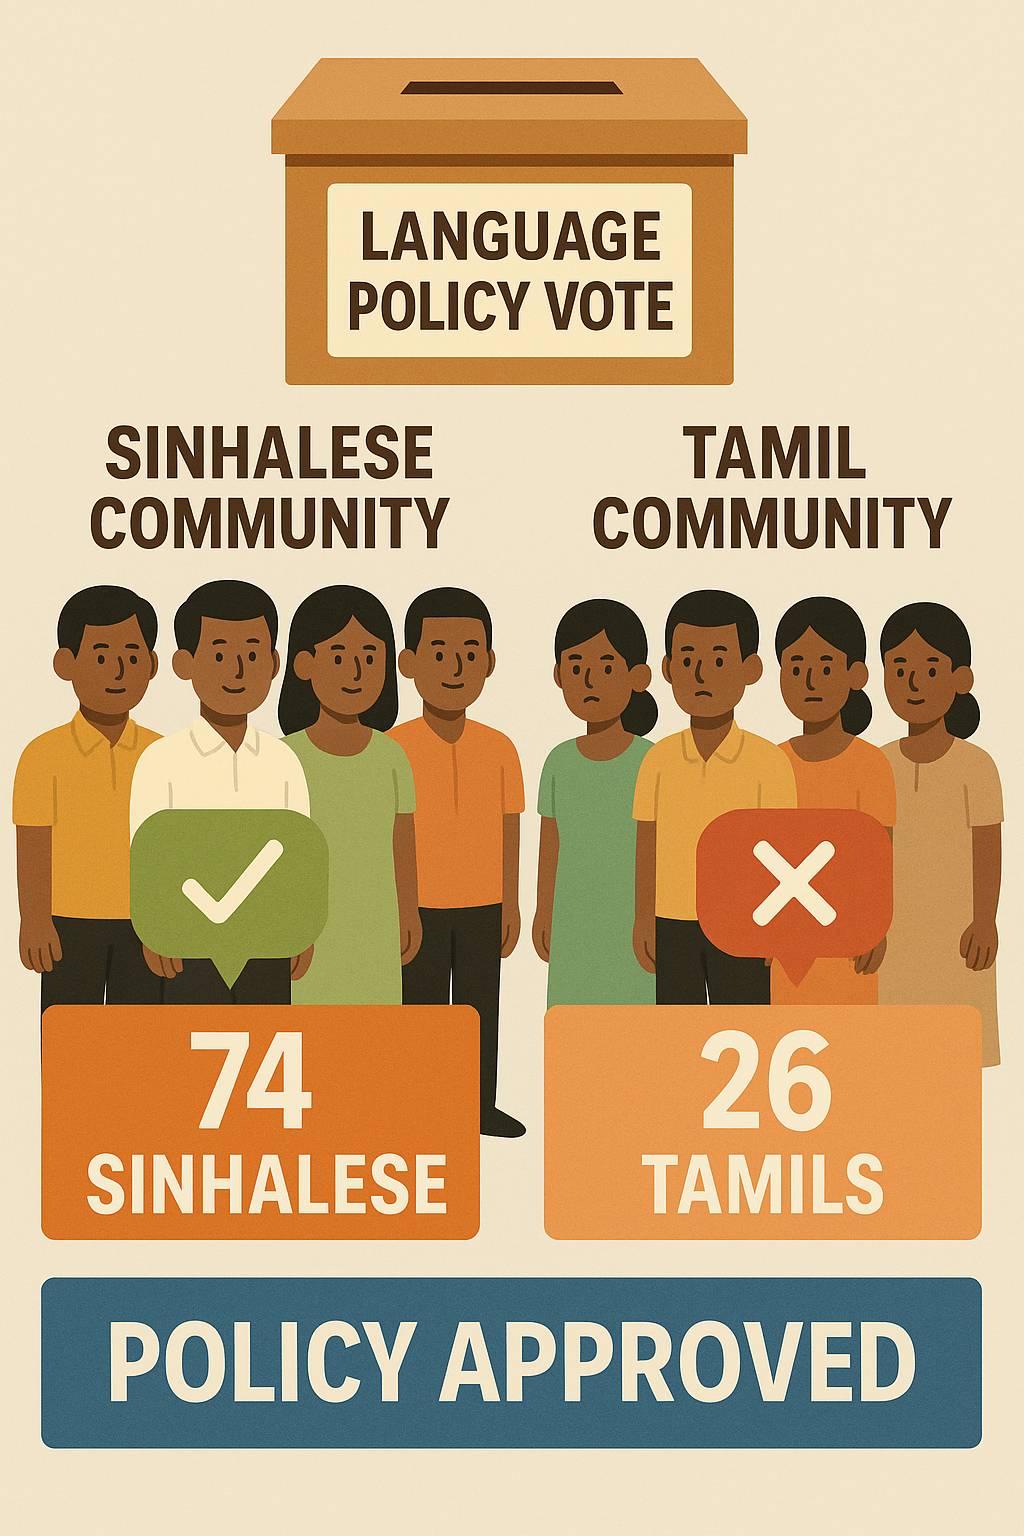 LANGUAGE
POLICY VOTE
SINHALESE
COMMUNITY
TAMIL
COMMUNITY
74
SINHALESE
26
TAMILS
POLICY APPROVED